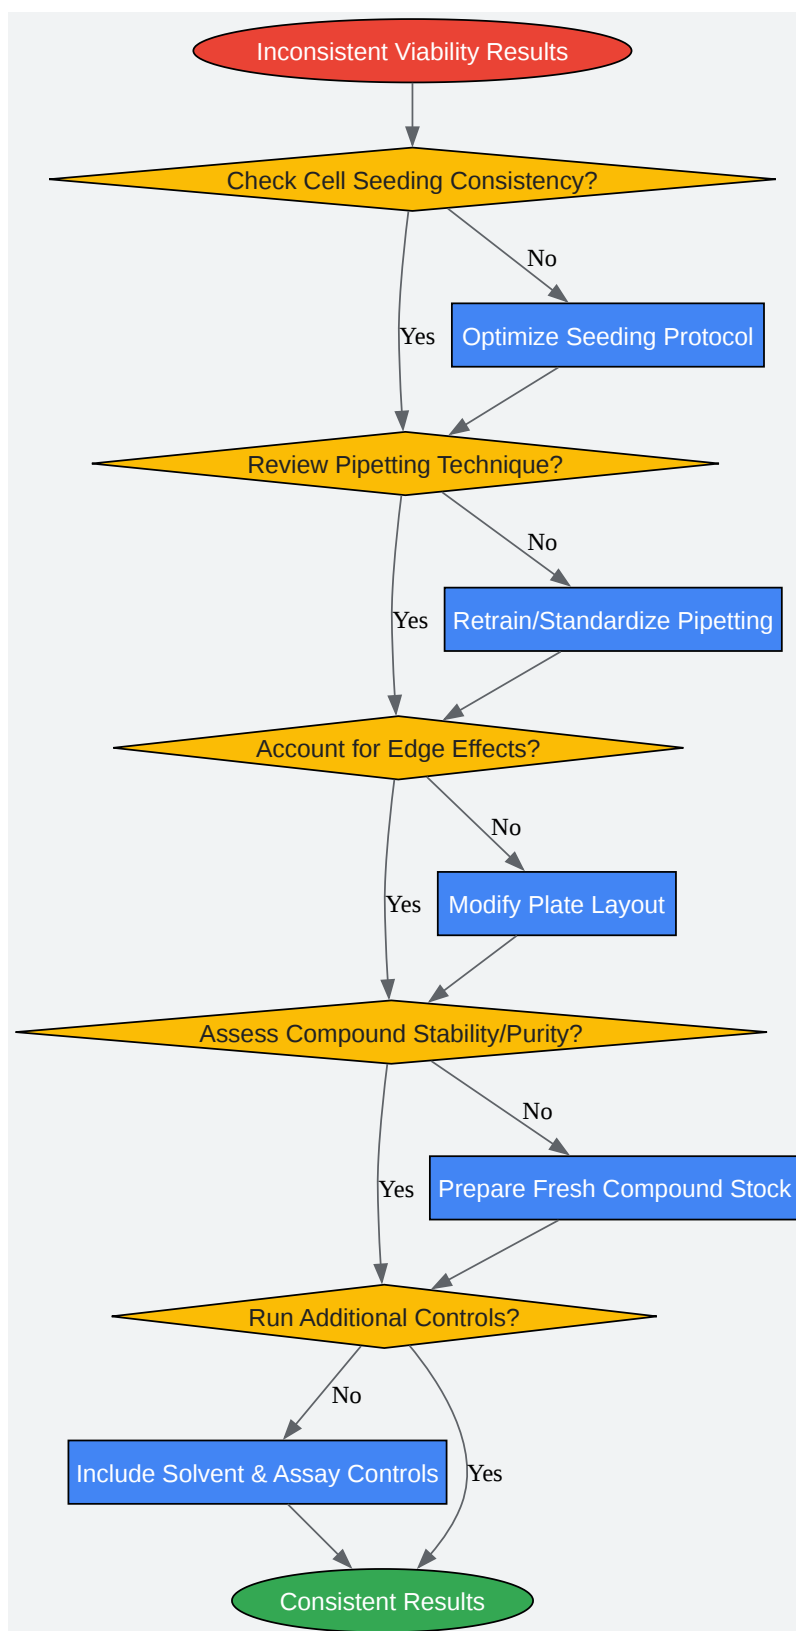 Inconsistent Viability Results
Check Cell Seeding Consistency?
No
Yes
Optimize Seeding Protocol
Review Pipetting Technique?
No
Yes
Retrain/Standardize Pipetting
Account for Edge Effects?
No
Yes
Modify Plate Layout
Assess Compound Stability/Purity?
No
Yes
Prepare Fresh Compound Stock
Run Additional Controls?
No
Include Solvent & Assay Controls
Yes
Consistent Results